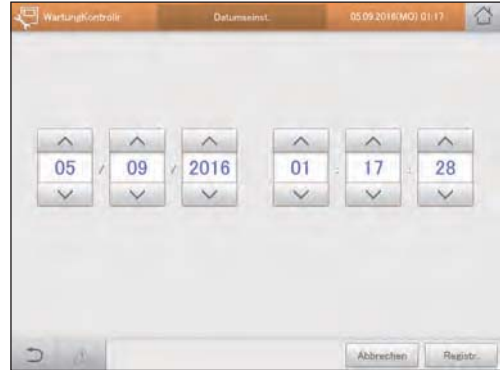 WartungKontrolle Datumseinst. 05.09.2016(MO) 01:17
05 / 09 / 2016 01 : 17 : 28
Abbrechen Registr.